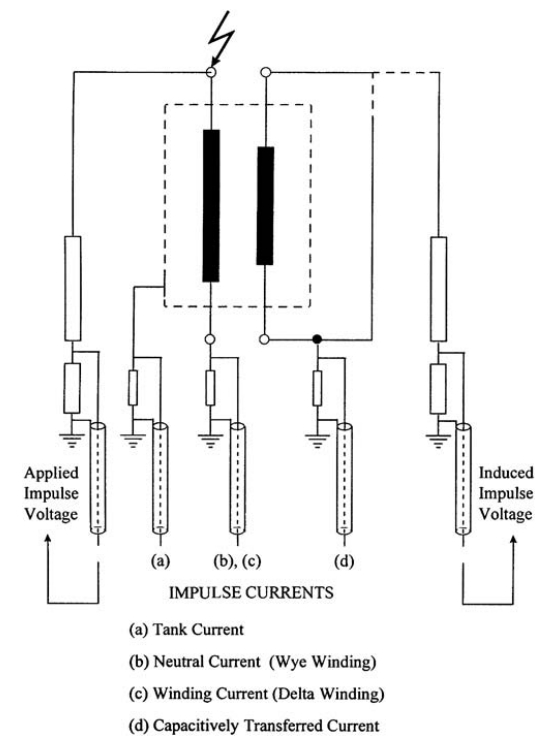 Applied
Impulse
Voltage
Induced
Impulse
Voltage
(a)
(b), (c)
(d)
IMPULSE CURRENTS
(a) Tank Current
(b) Neutral Current (Wye Winding)
(c) Winding Current (Delta Winding)
(d) Capacitively Transferred Current